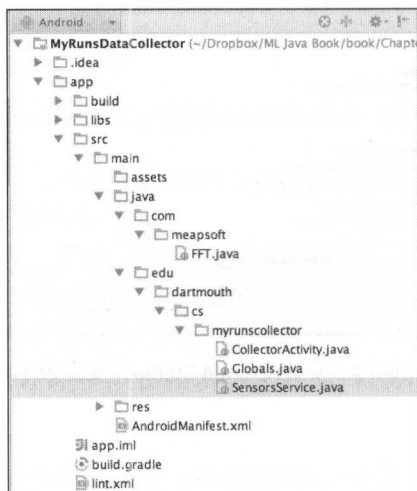 Android
MyRunsDataCollector (~/Dropbox/ML Java Book/book/Chapte
.idea
app
build
libs
src
main
assets
java
com
meapsoft
FFT.java
edu
dartmouth
cs
myrunscollector
CollectorActivity.java
Globals.java
SensorsService.java
res
AndroidManifest.xml
app.iml
build.gradle
lint.xml